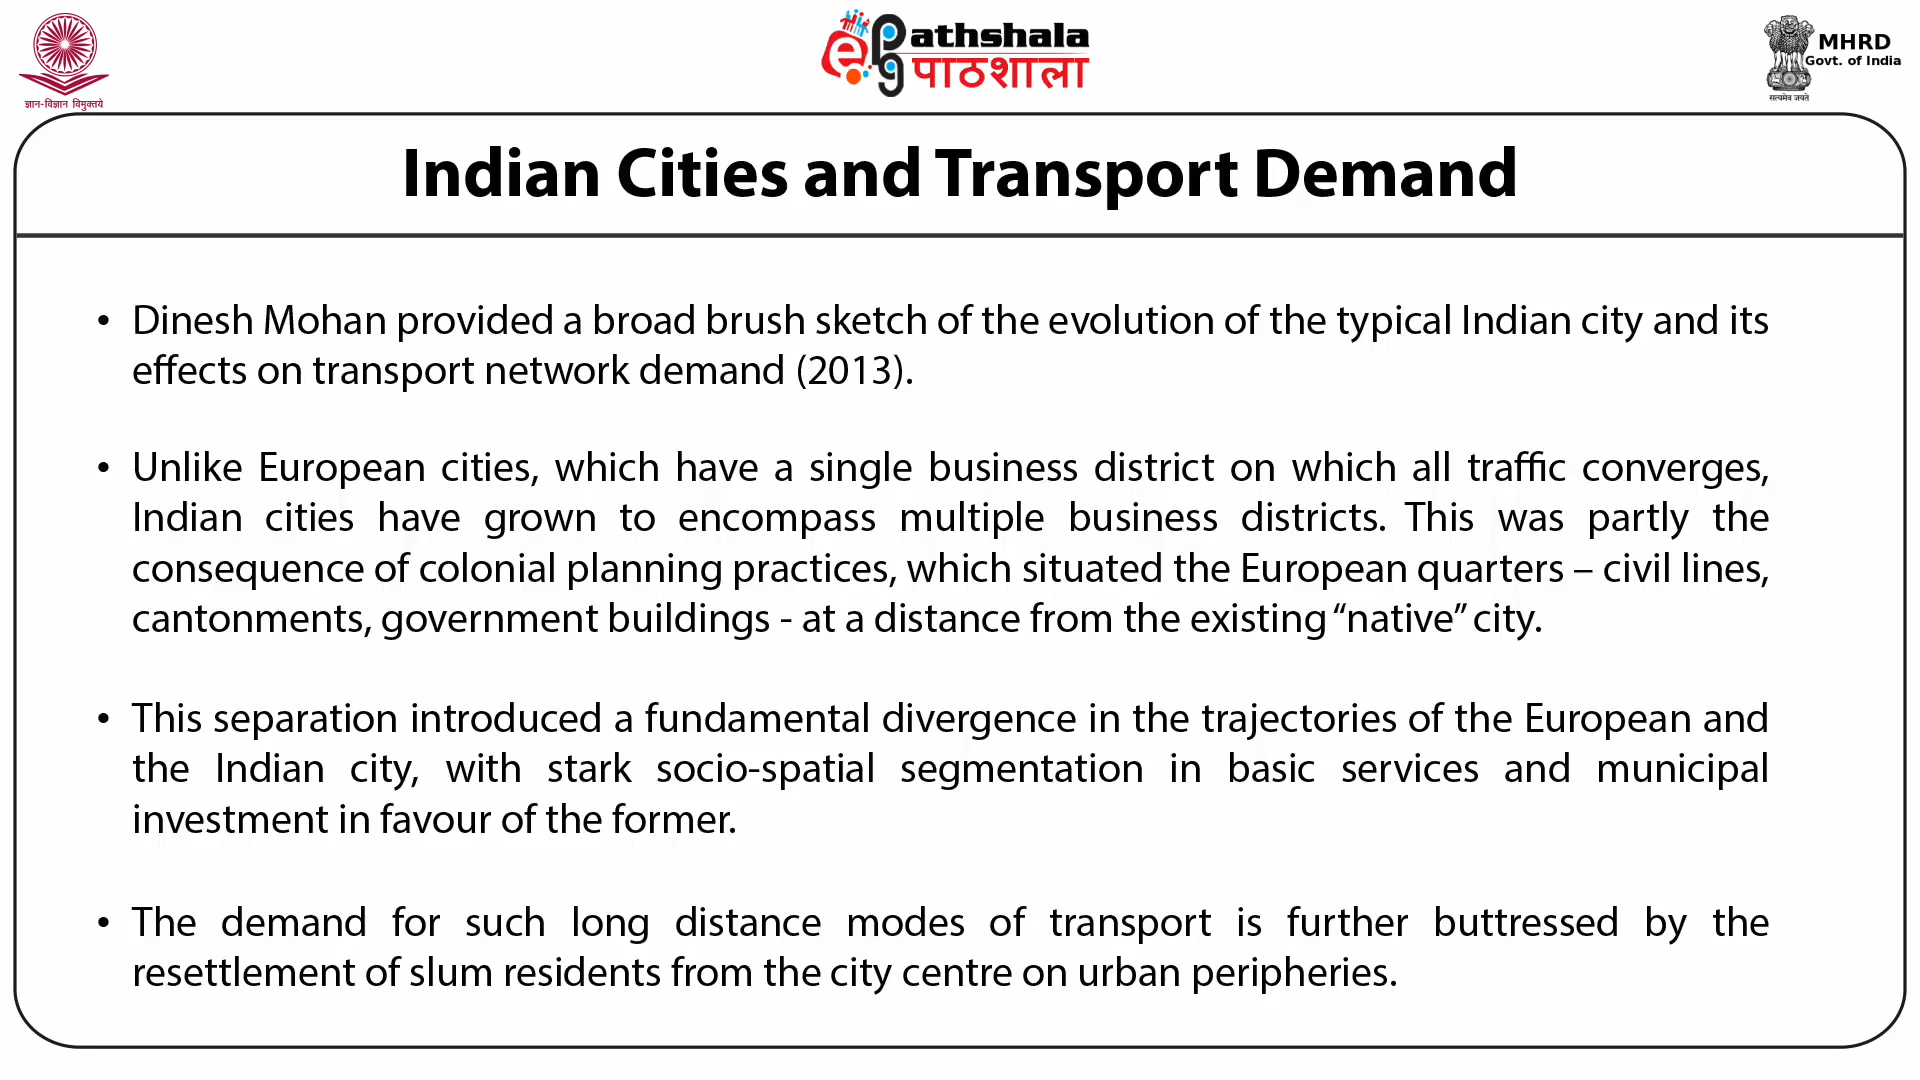 ज्ञान-विज्ञान विमुक्तये
ePathshala
पाठशाला
MHRD
Govt. of India
सत्यमेव जयते
Indian Cities and Transport Demand
• Dinesh Mohan provided a broad brush sketch of the evolution of the typical Indian city and its
effects on transport network demand (2013).
• Unlike European cities, which have a single business district on which all traffic converges,
Indian cities have grown to encompass multiple business districts. This was partly the
consequence of colonial planning practices, which situated the European quarters – civil lines,
cantonments, government buildings - at a distance from the existing “native” city.
• This separation introduced a fundamental divergence in the trajectories of the European and
the Indian city, with stark socio-spatial segmentation in basic services and municipal
investment in favour of the former.
• The demand for such long distance modes of transport is further buttressed by the
resettlement of slum residents from the city centre on urban peripheries.